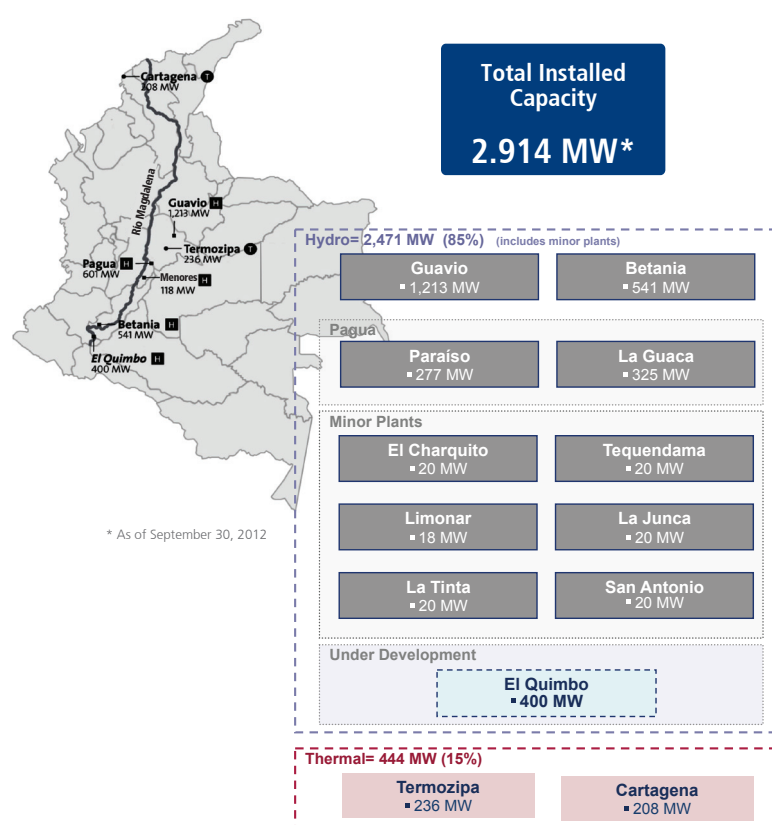 Cartagena T
208 MW
Total Installed
Capacity
2.914 MW*
Río Magdalena
Guavio H
1,213 MW
Termozipa T
236 MW
Pagua H
601 MW
Menores H
118 MW
Betania H
541 MW
El Quimbo H
400 MW
* As of September 30, 2012
Hydro= 2,471 MW (85%) (includes minor plants)
Guavio
▪ 1,213 MW
Betania
▪ 541 MW
Pagua
Paraíso
▪ 277 MW
La Guaca
▪ 325 MW
Minor Plants
El Charquito
▪ 20 MW
Tequendama
▪ 20 MW
Limonar
▪ 18 MW
La Junca
▪ 20 MW
La Tinta
▪ 20 MW
San Antonio
▪ 20 MW
Under Development
El Quimbo
▪ 400 MW
Thermal= 444 MW (15%)
Termozipa
▪ 236 MW
Cartagena
▪ 208 MW